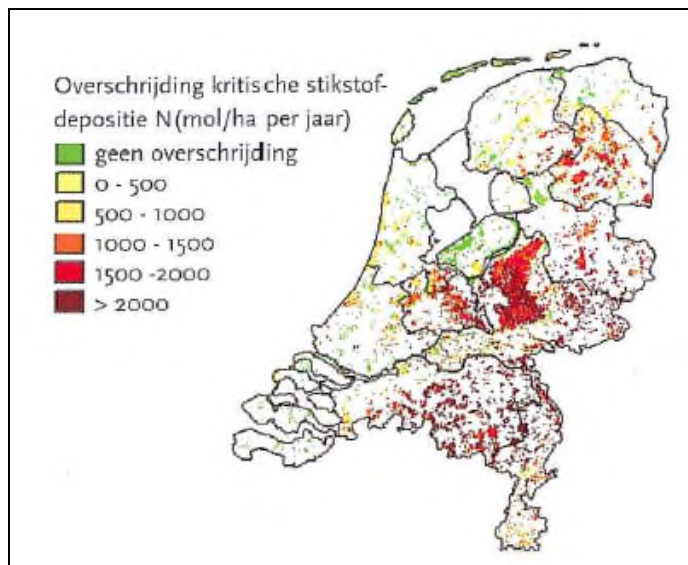 Overschrijding kritische stikstof-
depositie N (mol/ha per jaar)
geen overschrijding
0 - 500
500 - 1000
1000 - 1500
1500 -2000
> 2000